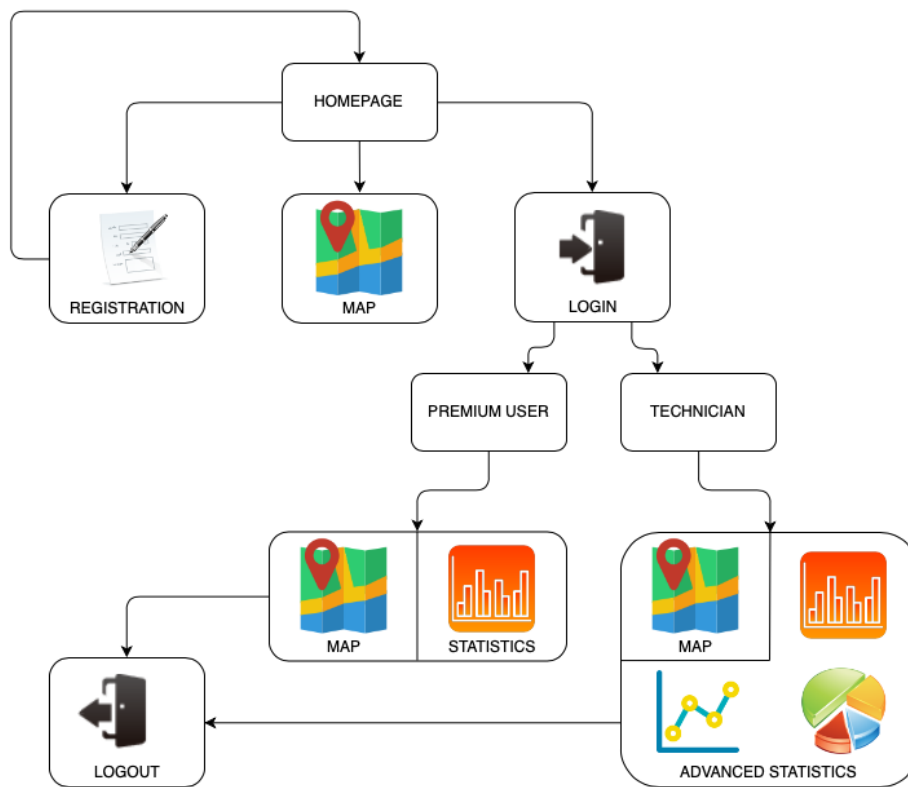 HOMEPAGE
REGISTRATION
MAP
LOGIN
PREMIUM USER
TECHNICIAN
MAP
STATISTICS
MAP
LOGOUT
ADVANCED STATISTICS